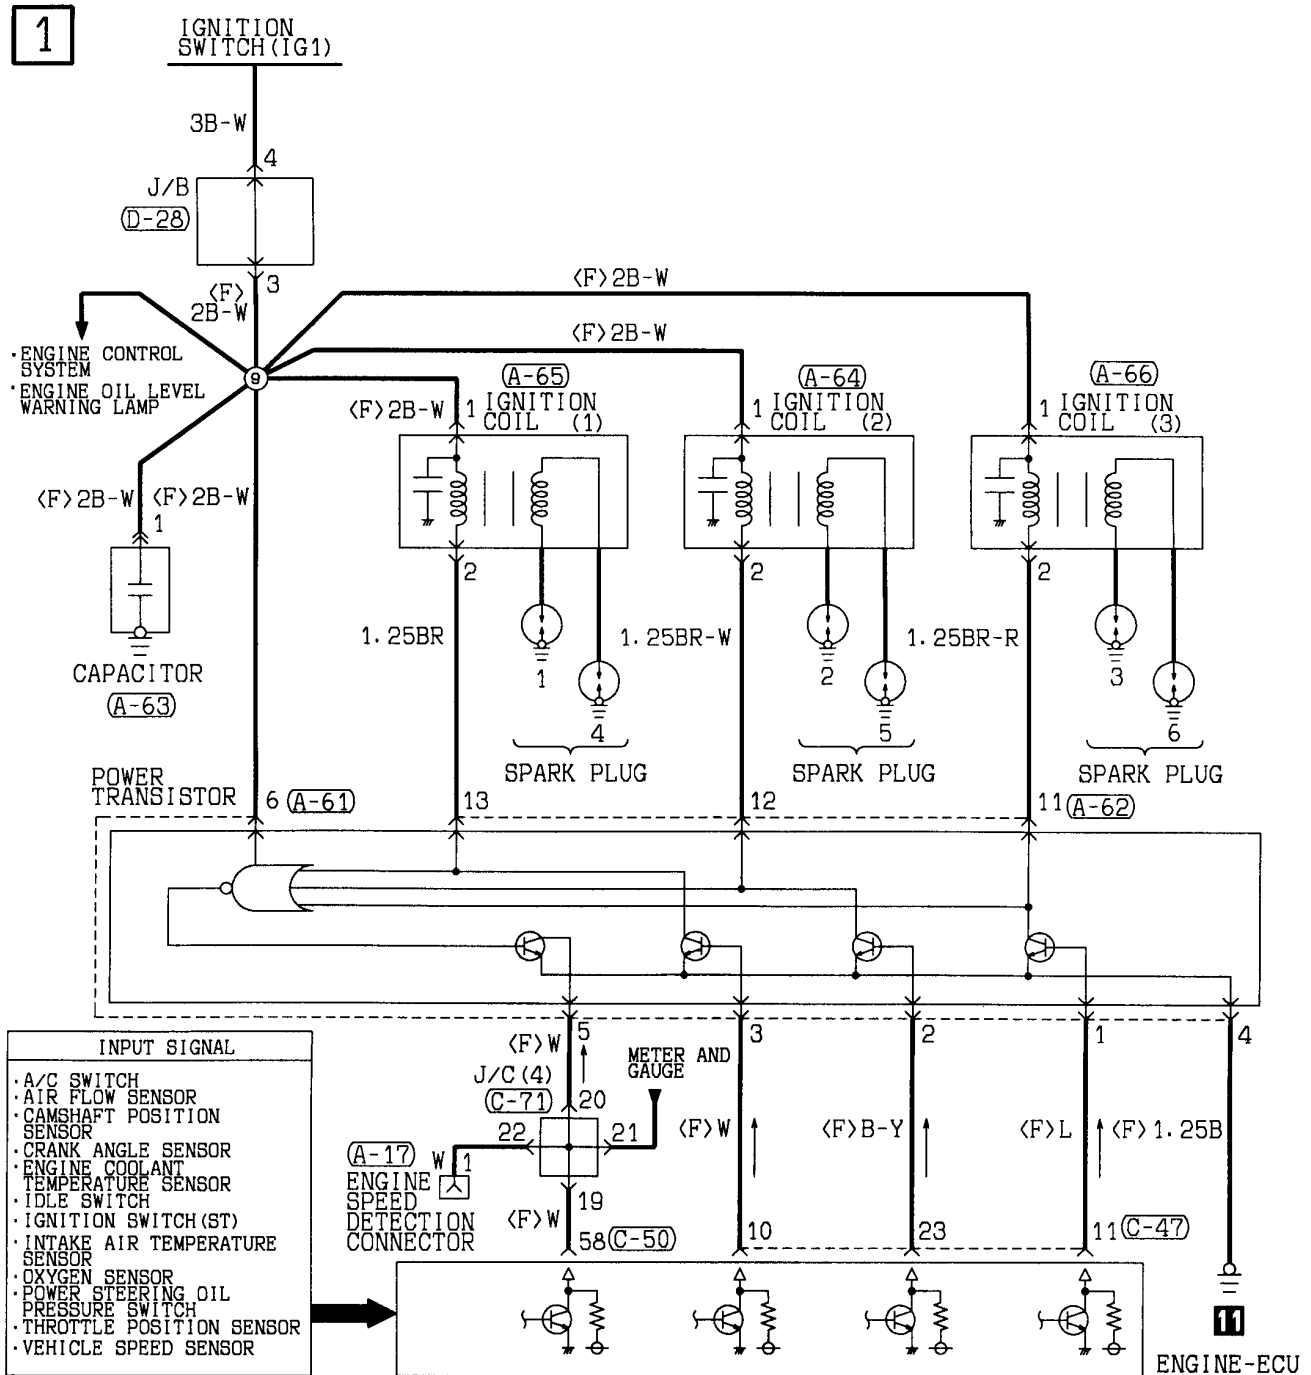 1
IGNITION
SWITCH(IG1)
3B-W
4
J/B
D-28
3
<F>
2B-W
<F>2B-W
<F>2B-W
·ENGINE CONTROL
SYSTEM
·ENGINE OIL LEVEL
WARNING LAMP
9
A-65
A-64
A-66
<F>2B-W
1 IGNITION
COIL (1)
1 IGNITION
COIL (2)
1 IGNITION
COIL (3)
<F>2B-W
<F>2B-W
1
2
2
2
1.25BR
1.25BR-W
1.25BR-R
CAPACITOR
A-63
1
4
2
5
3
6
SPARK PLUG
SPARK PLUG
SPARK PLUG
POWER
TRANSISTOR
6
A-61
13
12
11
A-62
5
3
2
1
4
<F>W
J/C(4)
C-71
20
METER AND
GAUGE
22
21
A-17
W
1
ENGINE
SPEED
DETECTION
CONNECTOR
19
<F>W
58
C-50
<F>W
<F>B-Y
<F>L
<F>1.25B
10
23
11
C-47
INPUT SIGNAL
·A/C SWITCH
·AIR FLOW SENSOR
·CAMSHAFT POSITION
SENSOR
·CRANK ANGLE SENSOR
·ENGINE COOLANT
TEMPERATURE SENSOR
·IDLE SWITCH
·IGNITION SWITCH(ST)
·INTAKE AIR TEMPERATURE
SENSOR
·OXYGEN SENSOR
·POWER STEERING OIL
PRESSURE SWITCH
·THROTTLE POSITION SENSOR
·VEHICLE SPEED SENSOR
11
ENGINE-ECU